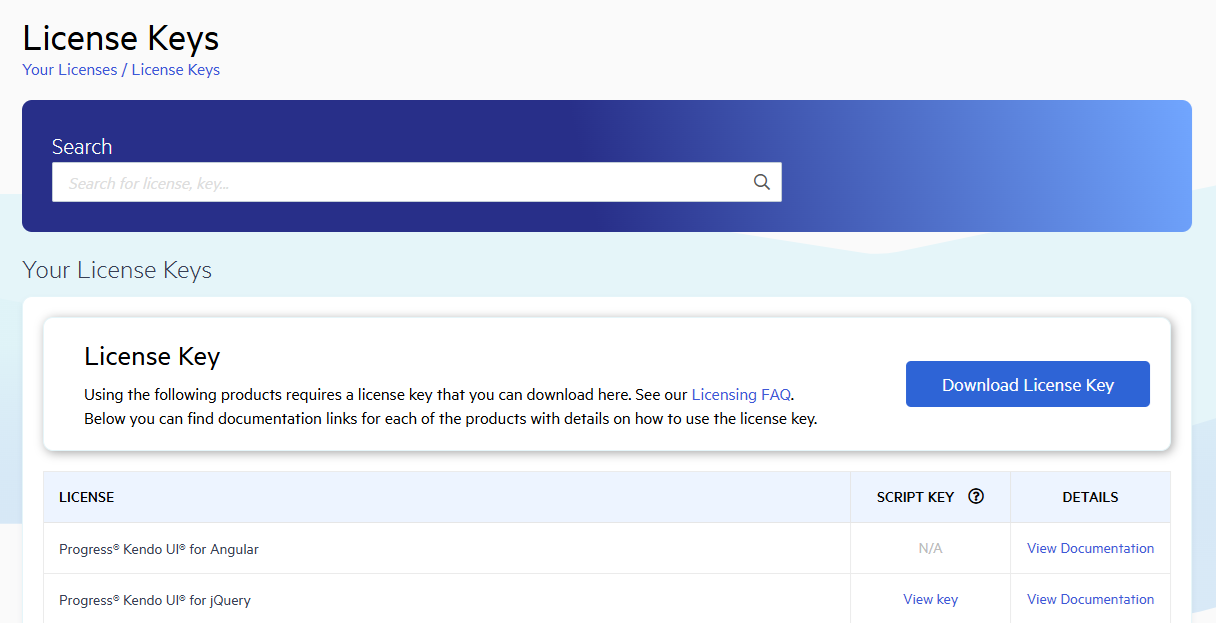 License Keys
Your Licenses / License Keys
Search
Search for license, key...
Your License Keys
License Key
Using the following products requires a license key that you can download here. See our Licensing FAQ.
Below you can find documentation links for each of the products with details on how to use the license key.
Download License Key
LICENSE SCRIPT KEY ? DETAILS
Progress® Kendo UI® for Angular N/A View Documentation
Progress® Kendo UI® for jQuery View key View Documentation